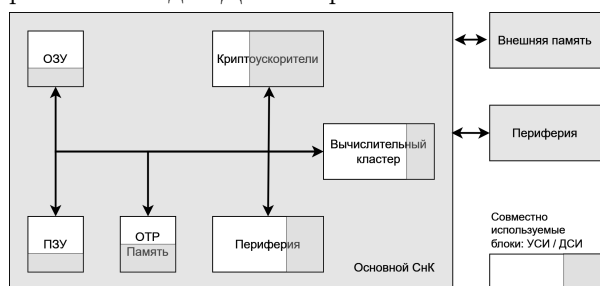 ОЗУ
Криптоускорители
Внешняя память
Вычислительный
кластер
Периферия
ПЗУ
OTP
Память
Периферия
Основной СнК
Совместно
используемые
блоки: УСИ / ДСИ